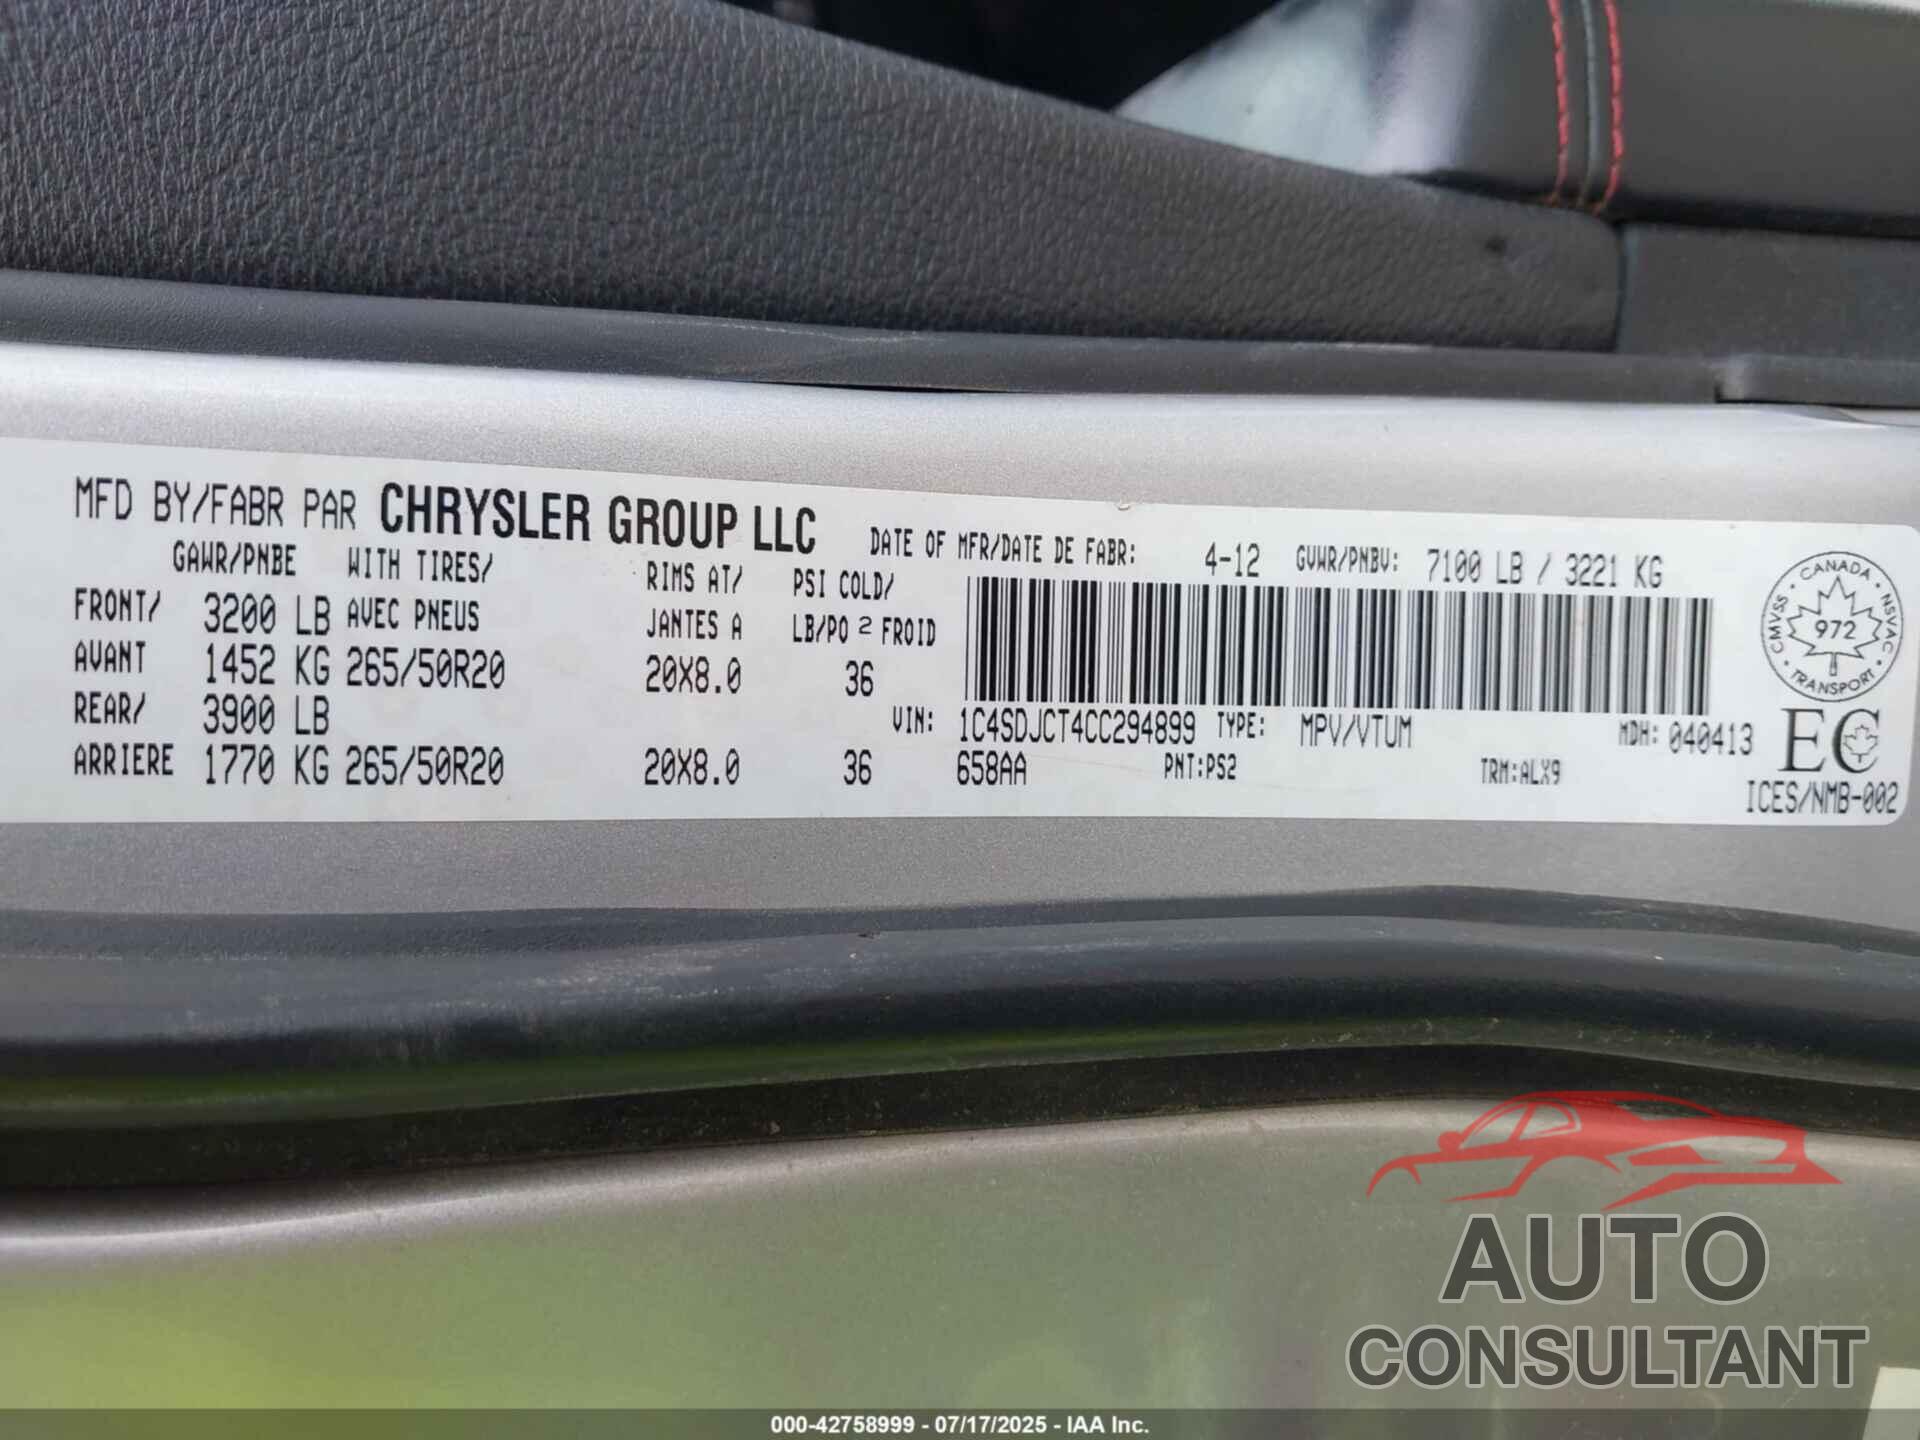 MFD BY/FABR PAR CHRYSLER GROUP LLC DATE OF MFR/DATE DE FABR: 4-12 GVWR/PNBV: 7100 LB / 3221 KG
GAWR/PNBE WITH TIRES/ RIMS AT/ PSI COLD/
FRONT/ 3200 LB AVEC PNEUS JANTES A LB/PO 2 FROID
AVANT 1452 KG 265/50R20 20X8.0 36
REAR/ 3900 LB VIN: 1C4SDJCT4CC294899 TYPE: MPV/VTUM MDH: 040413
ARRIERE 1770 KG 265/50R20 20X8.0 36 658AA PNT:PS2 TRM:ALX9
CANADA
CMVSS 972 NSVAC
TRANSPORT
EC
ICES/NMB-002
AUTO
CONSULTANT
000-42758999 - 07/17/2025 - IAA Inc.